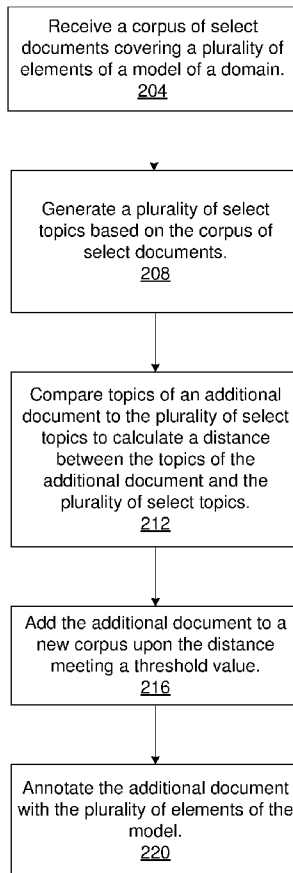 Receive a corpus of select
documents covering a plurality of
elements of a model of a domain.
204
Generate a plurality of select
topics based on the corpus of
select documents.
208
Compare topics of an additional
document to the plurality of select
topics to calculate a distance
between the topics of the
additional document and the
plurality of select topics.
212
Add the additional document to
a new corpus upon the distance
meeting a threshold value.
216
Annotate the additional document
with the plurality of elements of the
model.
220